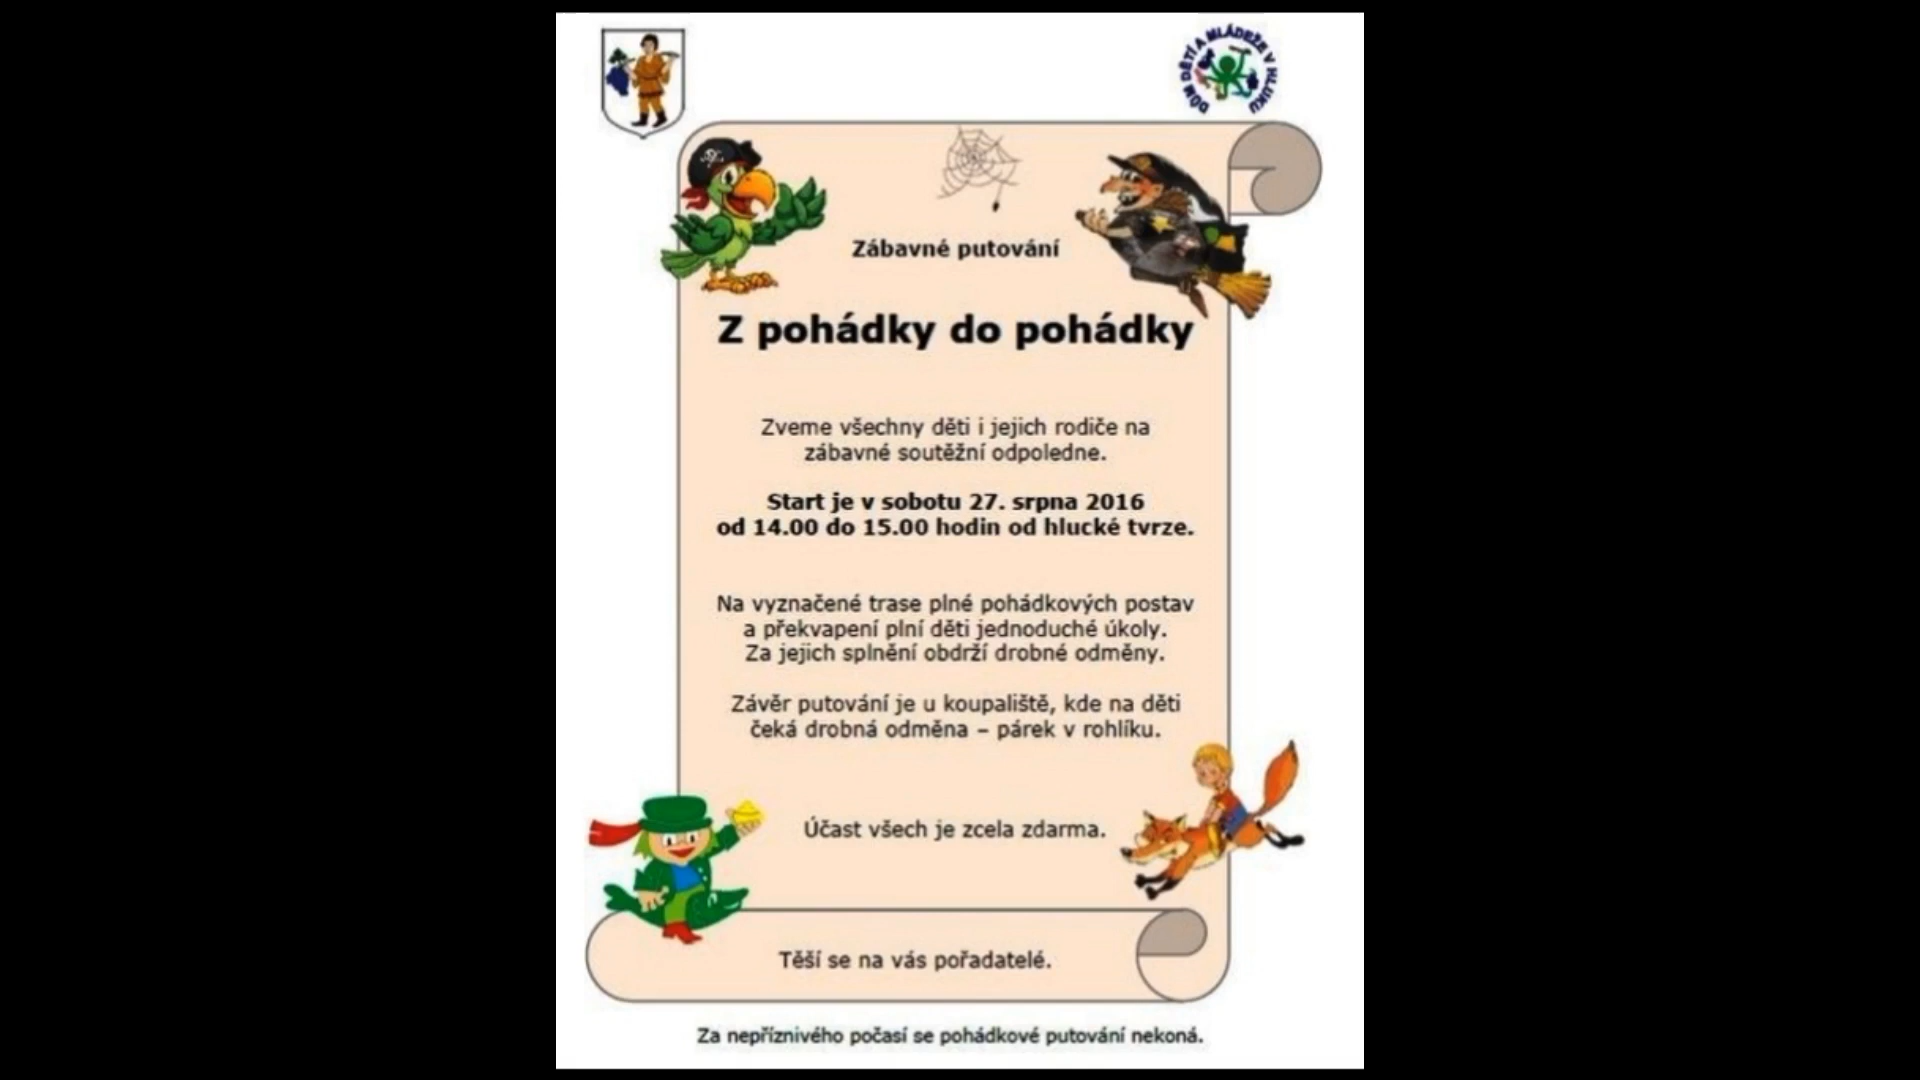 DŮM DĚTÍ A MLÁDEŽE V HLUKU
Zábavné putování
Z pohádky do pohádky
Zveme všechny děti i jejich rodiče na
zábavné soutěžní odpoledne.
Start je v sobotu 27. srpna 2016
od 14.00 do 15.00 hodin od hlucké tvrze.
Na vyznačené trase plné pohádkových postav
a překvapení plní děti jednoduché úkoly.
Za jejich splnění obdrží drobné odměny.
Závěr putování je u koupaliště, kde na děti
čeká drobná odměna – párek v rohlíku.
Účast všech je zcela zdarma.
Těší se na vás pořadatelé.
Za nepříznivého počasí se pohádkové putování nekoná.